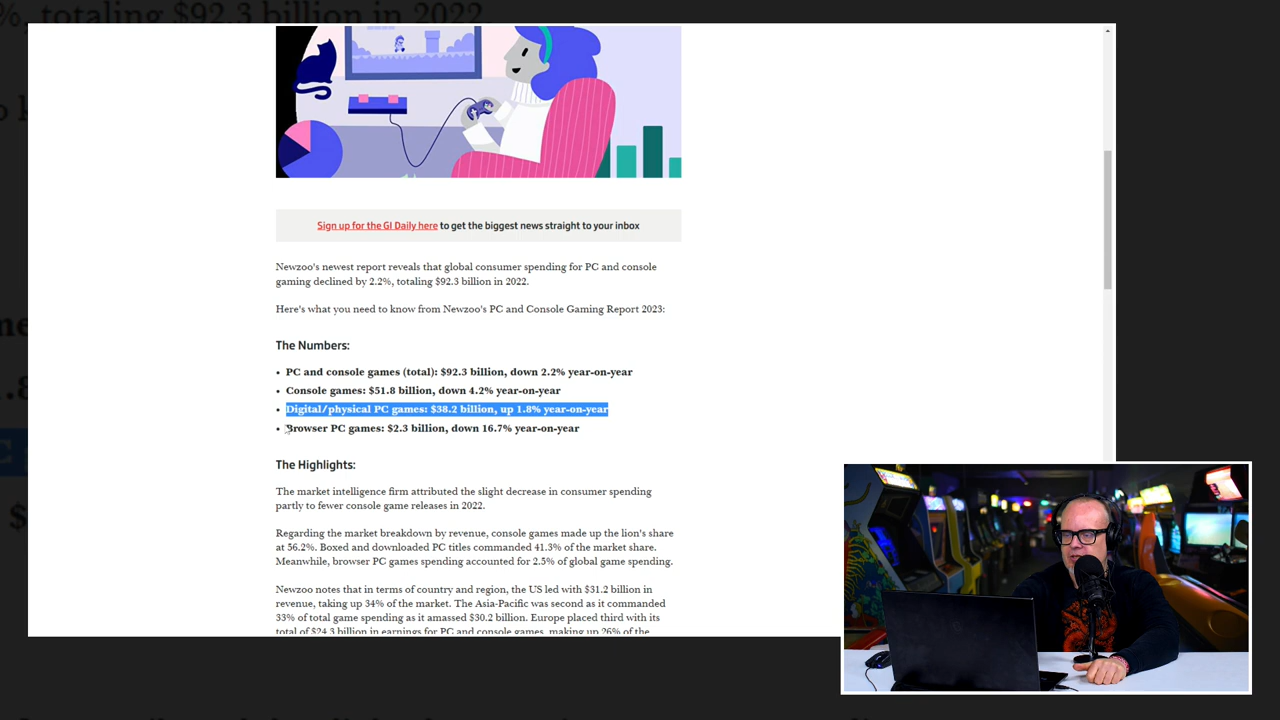 %, totaling $92.3 billion in 2022.
Sign up for the GI Daily here to get the biggest news straight to your inbox
Newzoo's newest report reveals that global consumer spending for PC and console
gaming declined by 2.2%, totaling $92.3 billion in 2022.
Here's what you need to know from Newzoo's PC and Console Gaming Report 2023:
The Numbers:
• PC and console games (total): $92.3 billion, down 2.2% year-on-year
• Console games: $51.8 billion, down 4.2% year-on-year
• Digital/physical PC games: $38.2 billion, up 1.8% year-on-year
• Browser PC games: $2.3 billion, down 16.7% year-on-year
The Highlights:
The market intelligence firm attributed the slight decrease in consumer spending
partly to fewer console game releases in 2022.
Regarding the market breakdown by revenue, console games made up the lion's share
at 56.2%. Boxed and downloaded PC titles commanded 41.3% of the market share.
Meanwhile, browser PC games spending accounted for 2.5% of global game spending.
Newzoo notes that in terms of country and region, the US led with $31.2 billion in
revenue, taking up 34% of the market. The Asia-Pacific was second as it commanded
33% of total game spending as it amassed $30.2 billion. Europe placed third with its
total of $24.3 billion in earnings for PC and console games, making up 26% of the